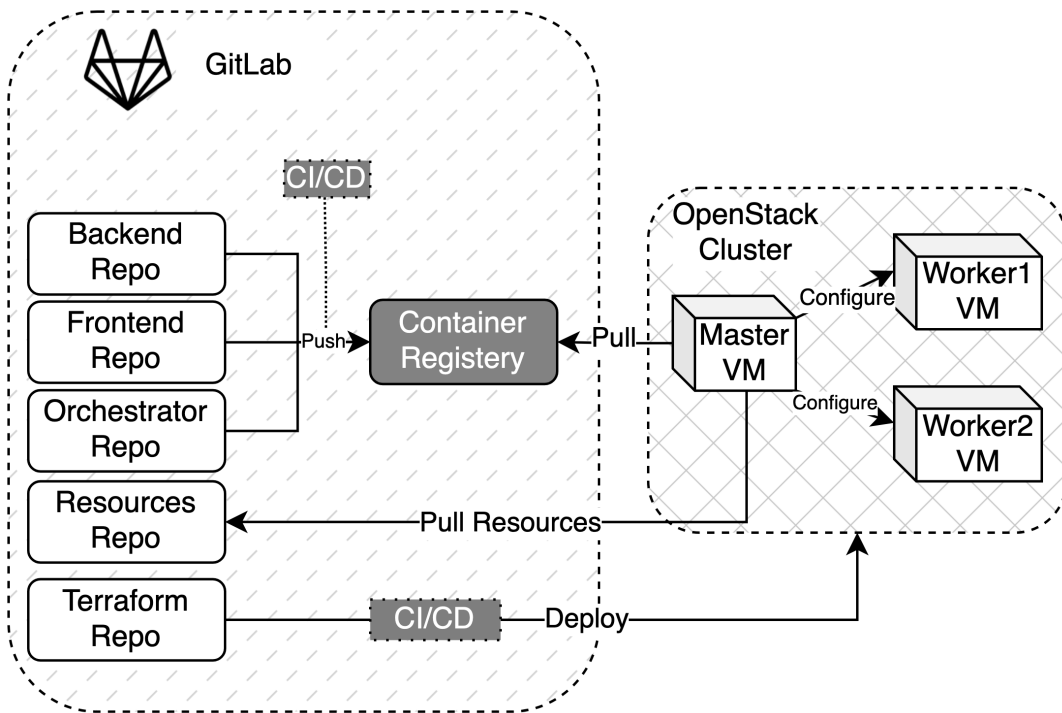 GitLab
CI/CD
Backend
Repo
Frontend
Repo
Orchestrator
Repo
Resources
Repo
Terraform
Repo
Push
Container
Registery
Pull
Pull Resources
CI/CD
Deploy
OpenStack
Cluster
Master
VM
Configure
Configure
Worker1
VM
Worker2
VM